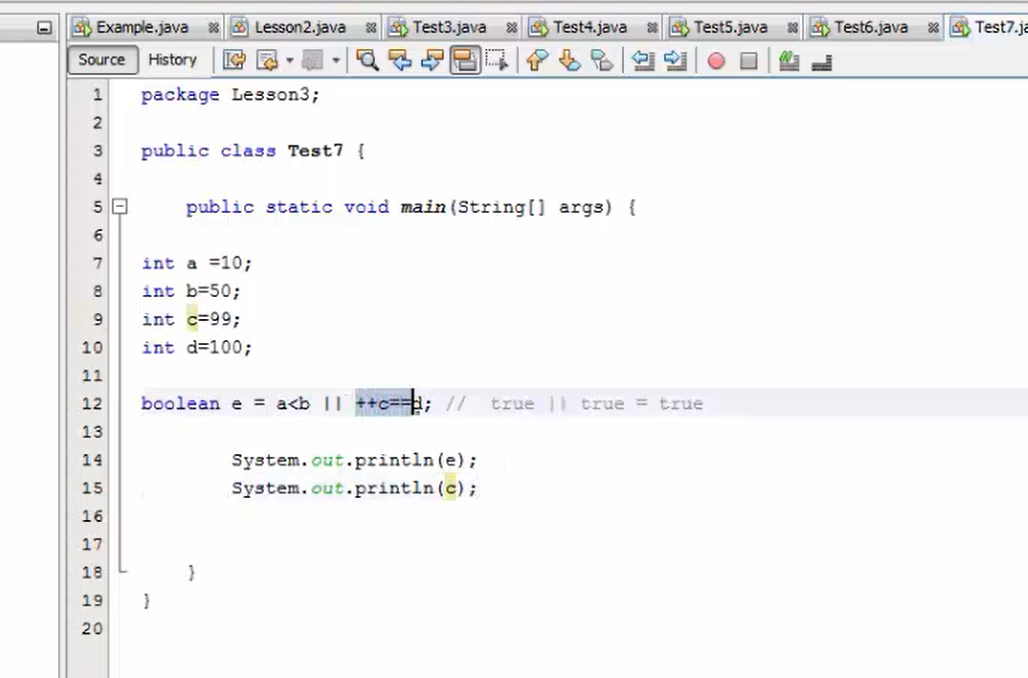 Example.java Lesson2.java Test3.java Test4.java Test5.java Test6.java Test7.ja
Source History
1 package Lesson3;
2
3 public class Test7 {
4
5 public static void main(String[] args) {
6
7 int a =10;
8 int b=50;
9 int c=99;
10 int d=100;
11
12 boolean e = a<b || ++c==d; // true || true = true
13
14 System.out.println(e);
15 System.out.println(c);
16
17
18 }
19 }
20